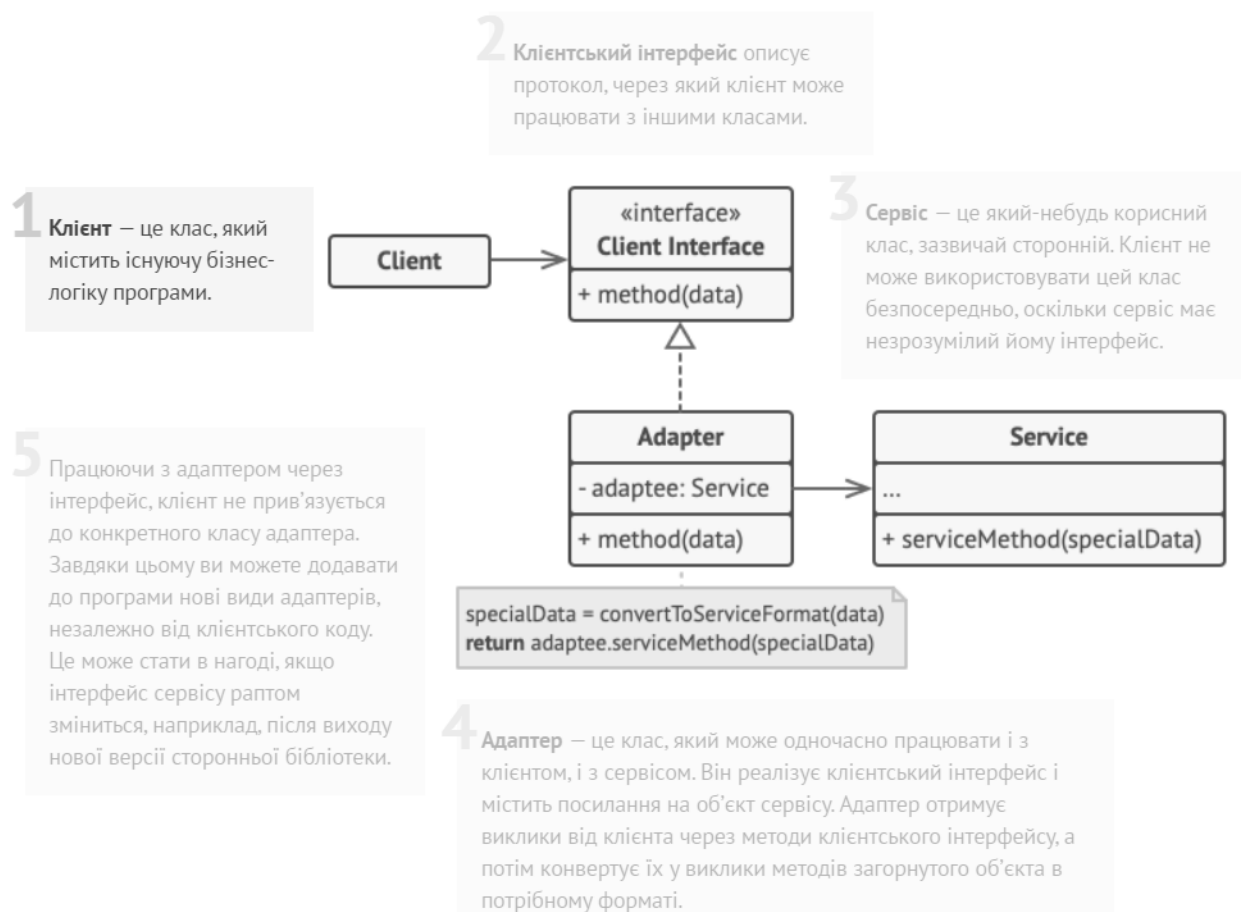 2
Клієнтський інтерфейс описує
протокол, через який клієнт може
працювати з іншими класами.
1
Клієнт — це клас, який
містить існуючу бізнес-
логіку програми.
Client
«interface»
Client Interface
+ method(data)
3
Сервіс — це який-небудь корисний
клас, зазвичай сторонній. Клієнт не
може використовувати цей клас
безпосередньо, оскільки сервіс має
незрозумілий йому інтерфейс.
Adapter
- adaptee: Service
+ method(data)
Service
...
+ serviceMethod(specialData)
specialData = convertToServiceFormat(data)
return adaptee.serviceMethod(specialData)
5
Працюючи з адаптером через
інтерфейс, клієнт не прив’язується
до конкретного класу адаптера.
Завдяки цьому ви можете додавати
до програми нові види адаптерів,
незалежно від клієнтського коду.
Це може стати в нагоді, якщо
інтерфейс сервісу раптом
зміниться, наприклад, після виходу
нової версії сторонньої бібліотеки.
4
Адаптер — це клас, який може одночасно працювати і з
клієнтом, і з сервісом. Він реалізує клієнтський інтерфейс і
містить посилання на об’єкт сервісу. Адаптер отримує
виклики від клієнта через методи клієнтського інтерфейсу, а
потім конвертує їх у виклики методів загорнутого об’єкта в
потрібному форматі.